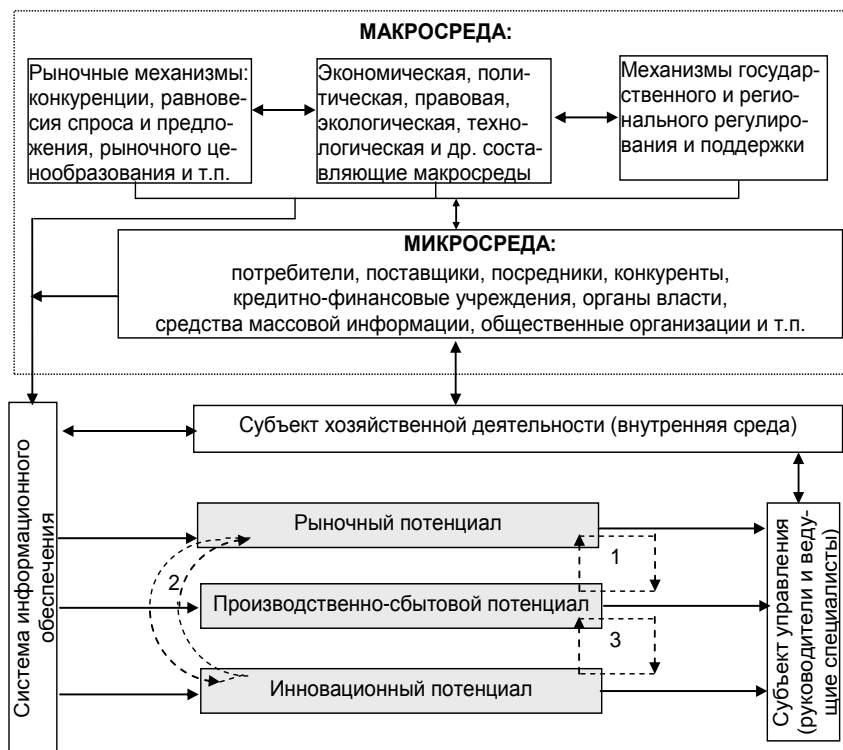 МАКРОСРЕДА:
Рыночные механизмы:
конкуренции, равнове-
сия спроса и предло-
жения, рыночного це-
нообразования и т.п.
Экономическая, поли-
тическая, правовая,
экологическая, техно-
логическая и др. состав-
ляющие макросреды
Механизмы государ-
ственного и регио-
нального регулиро-
вания и поддержки
МИКРОСРЕДА:
потребители, поставщики, посредники, конкуренты,
кредитно-финансовые учреждения, органы власти,
средства массовой информации, общественные организации и т.п.
Система информационного
обеспечения
Субъект хозяйственной деятельности (внутренняя среда)
Рыночный потенциал
1
2
Производственно-сбытовой потенциал
3
Инновационный потенциал
Субъект управления
(руководители и веду-
щие специалисты)